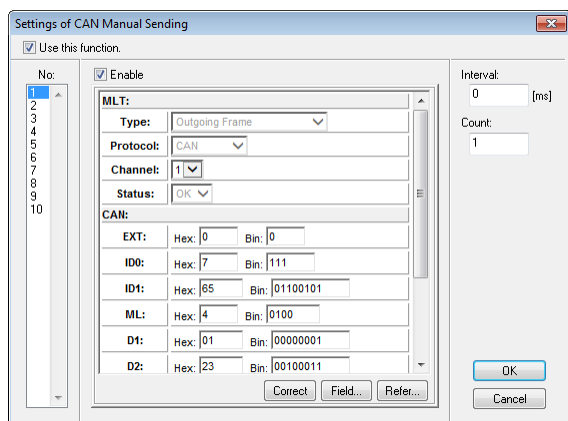 Settings of CAN Manual Sending
Use this function.
No:
1
2
3
4
5
6
7
8
9
10
Enable
MLT:
Type: Outgoing Frame
Protocol: CAN
Channel: 1
Status: OK
CAN:
EXT: Hex: 0 Bin: 0
ID0: Hex: 7 Bin: 111
ID1: Hex: 65 Bin: 01100101
ML: Hex: 4 Bin: 0100
D1: Hex: 01 Bin: 00000001
D2: Hex: 23 Bin: 00100011
Correct Field... Refer...
Interval:
0 [ms]
Count:
1
OK
Cancel